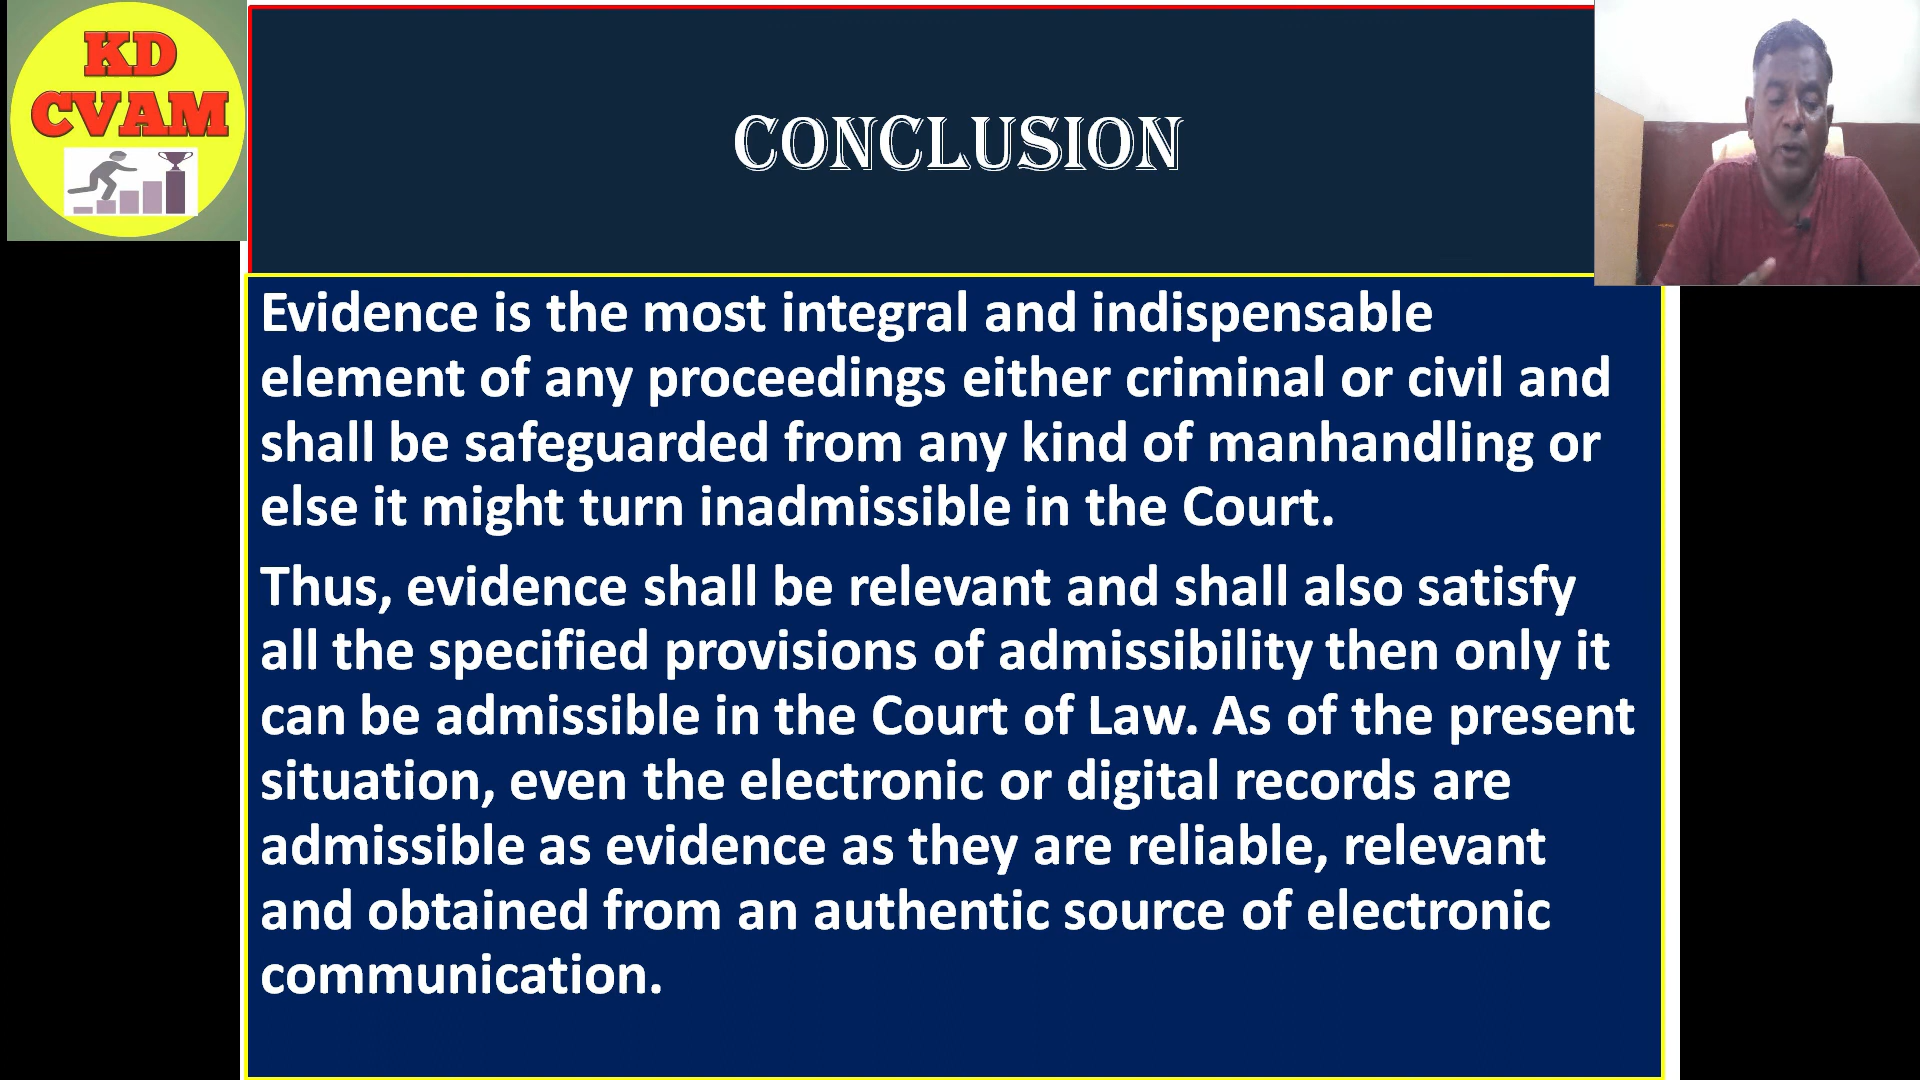 KD
CVAM
CONCLUSION
Evidence is the most integral and indispensable
element of any proceedings either criminal or civil and
shall be safeguarded from any kind of manhandling or
else it might turn inadmissible in the Court.
Thus, evidence shall be relevant and shall also satisfy
all the specified provisions of admissibility then only it
can be admissible in the Court of Law. As of the present
situation, even the electronic or digital records are
admissible as evidence as they are reliable, relevant
and obtained from an authentic source of electronic
communication.